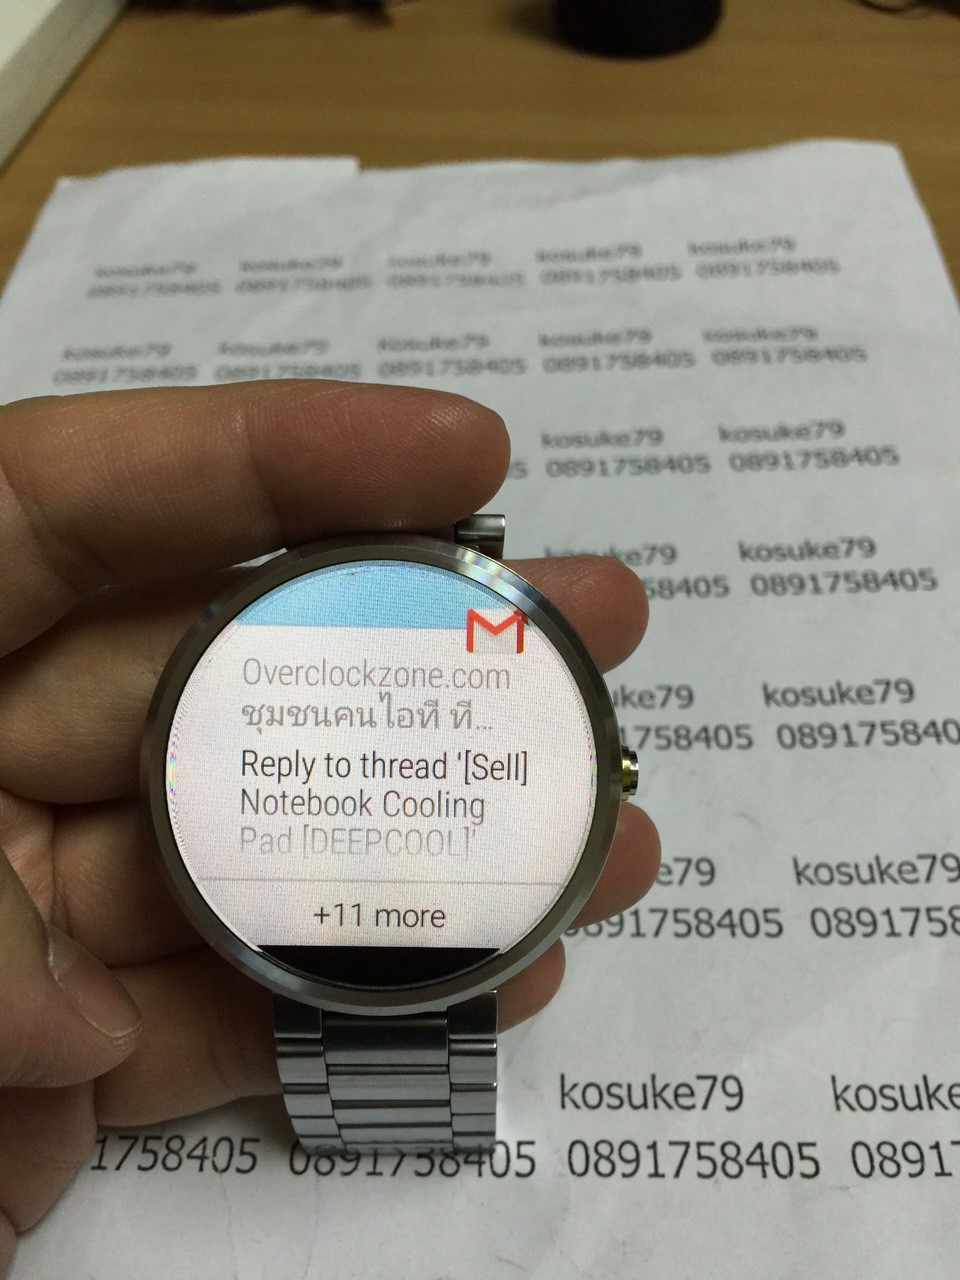 kosuke79 kosuke79 kosuke79 kosuke79 kosuke79
0891758405 0891758405 0891758405 0891758405 0891758405
kosuke79 kosuke79 kosuke79 kosuke79 kosuke79
0891758405 0891758405 0891758405 0891758405 0891758405
kosuke79 kosuke79
0891758405 0891758405
kosuke79
58405 0891758405
uke79 kosuke79
1758405 089175840
Overclockzone.com
ชุมชนคนไอที ที...
Reply to thread '[Sell]
Notebook Cooling
Pad [DEEPCOOL]'
+11 more
e79 kosuke79
0891758405 0891758
kosuke79 kosuke
1758405 0891758405 0891758405 0891